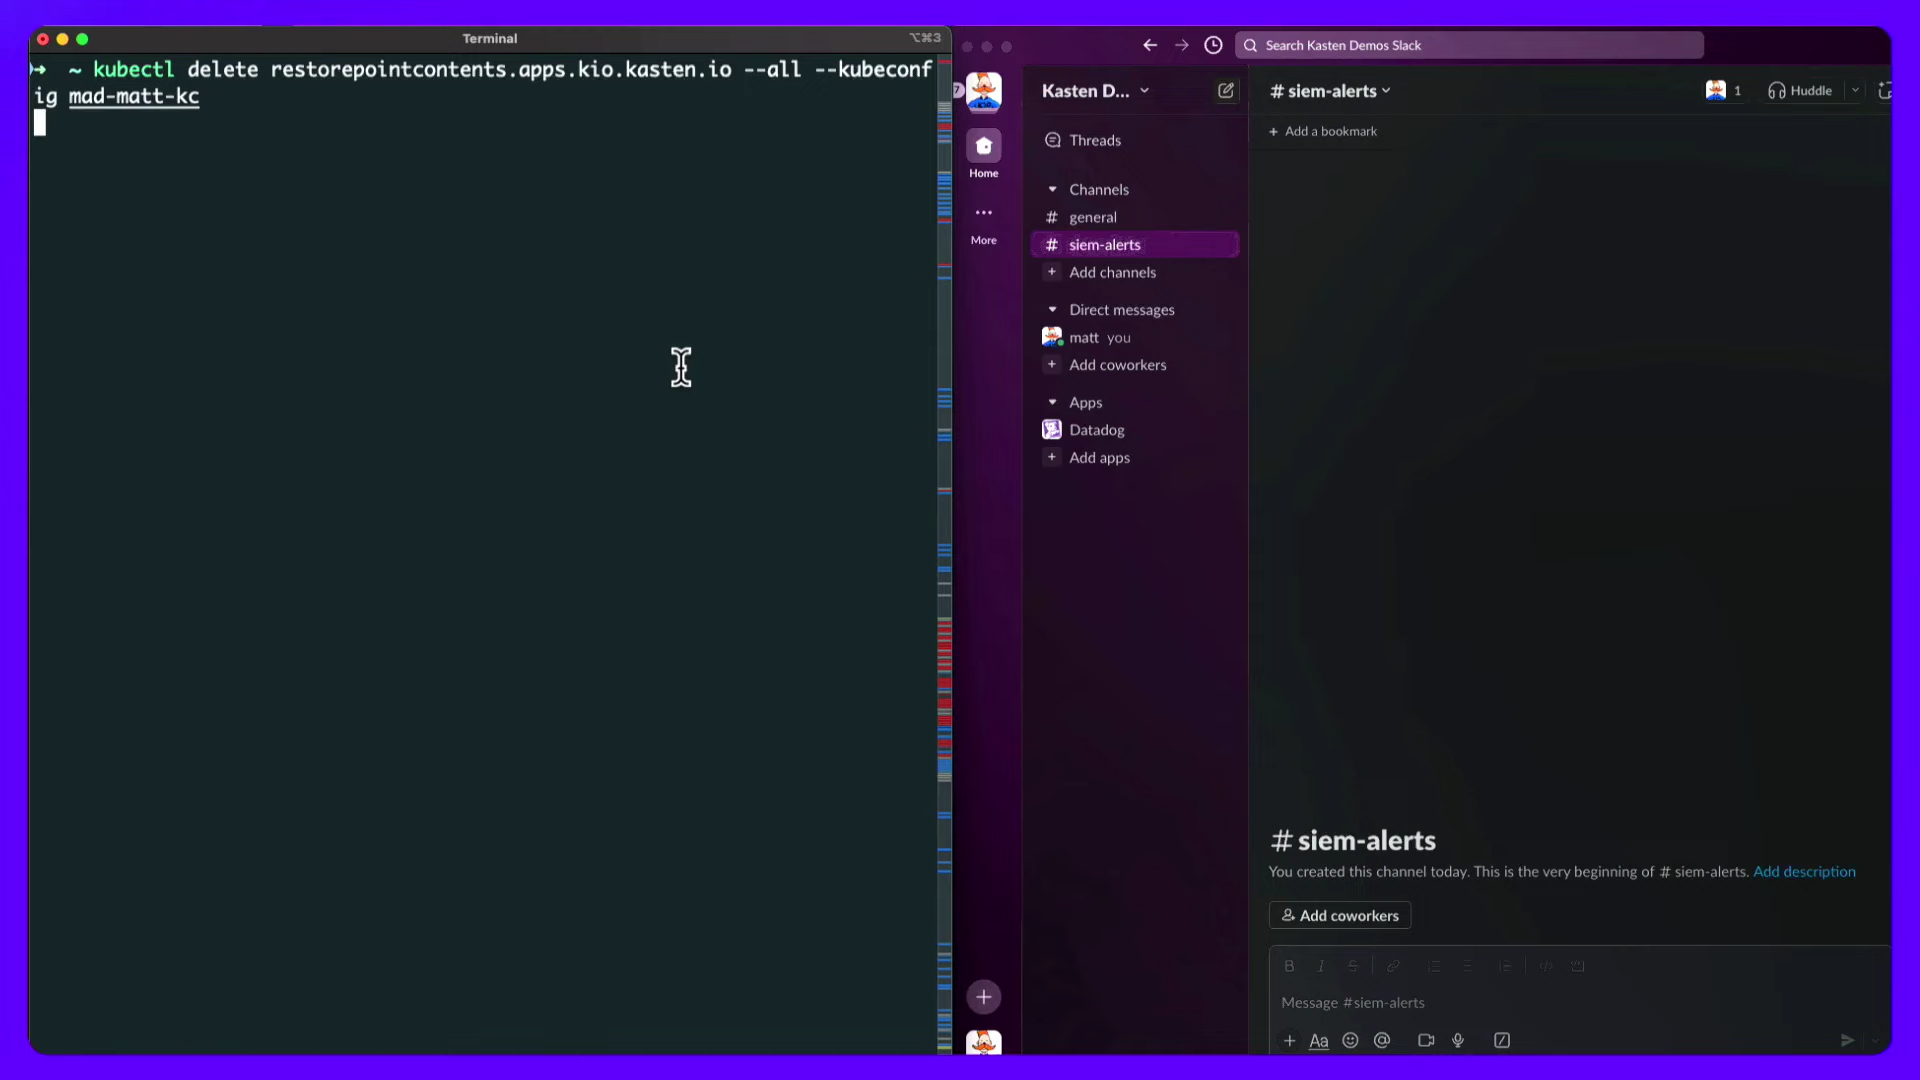 Terminal
⌥⌘3
→ ~ kubectl delete restorepointcontents.apps.kio.kasten.io --all --kubeconf
ig mad-matt-kc
Search Kasten Demos Slack
7
Home
More
Kasten D...
Threads
Channels
# general
# siem-alerts
+ Add channels
Direct messages
matt you
+ Add coworkers
Apps
Datadog
+ Add apps
# siem-alerts
1
Huddle
+ Add a bookmark
# siem-alerts
You created this channel today. This is the very beginning of # siem-alerts. Add description
Add coworkers
B I S
Message #siem-alerts
+ Aa @